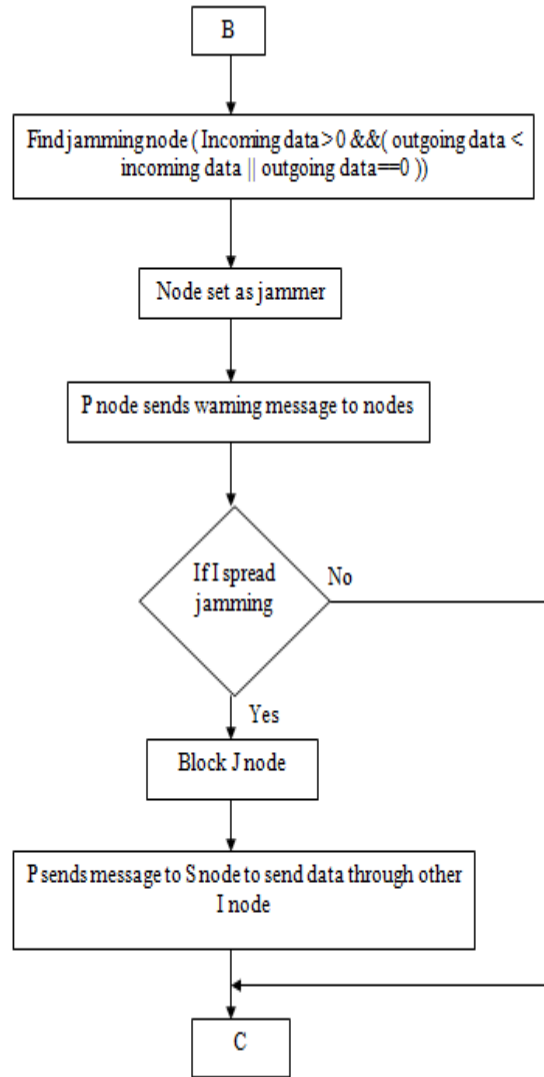 B
Find jamming node ( Incoming data > 0 && ( outgoing data <
incoming data || outgoing data==0 ))
Node set as jammer
P node sends warning message to nodes
If I spread
jamming
No
Yes
Block J node
P sends message to S node to send data through other
I node
C